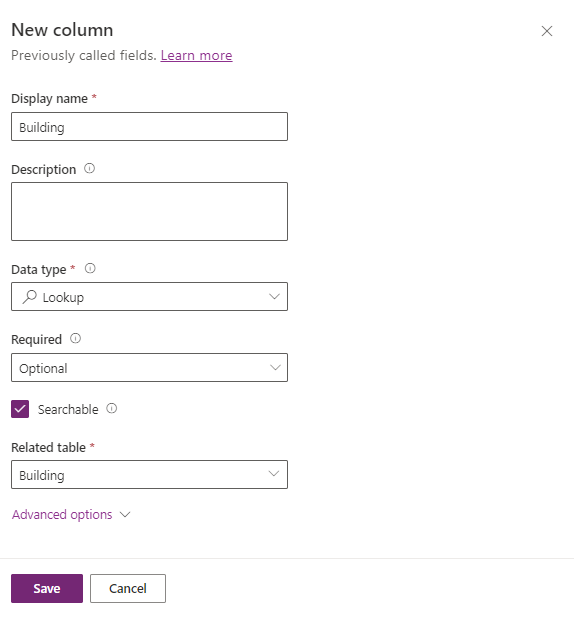 New column
Previously called fields. Learn more
Display name *
Building
Description
Data type *
Lookup
Required
Optional
Searchable
Related table *
Building
Advanced options
Save Cancel